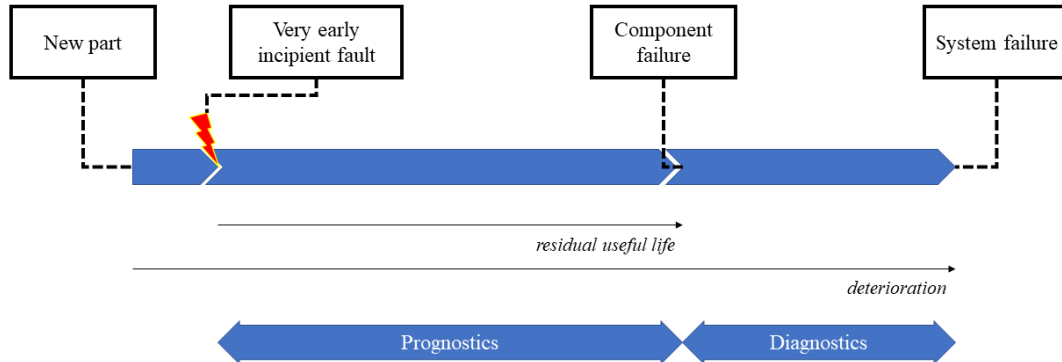 New part
Very early
incipient fault
Component
failure
System failure
residual useful life
deterioration
Prognostics
Diagnostics